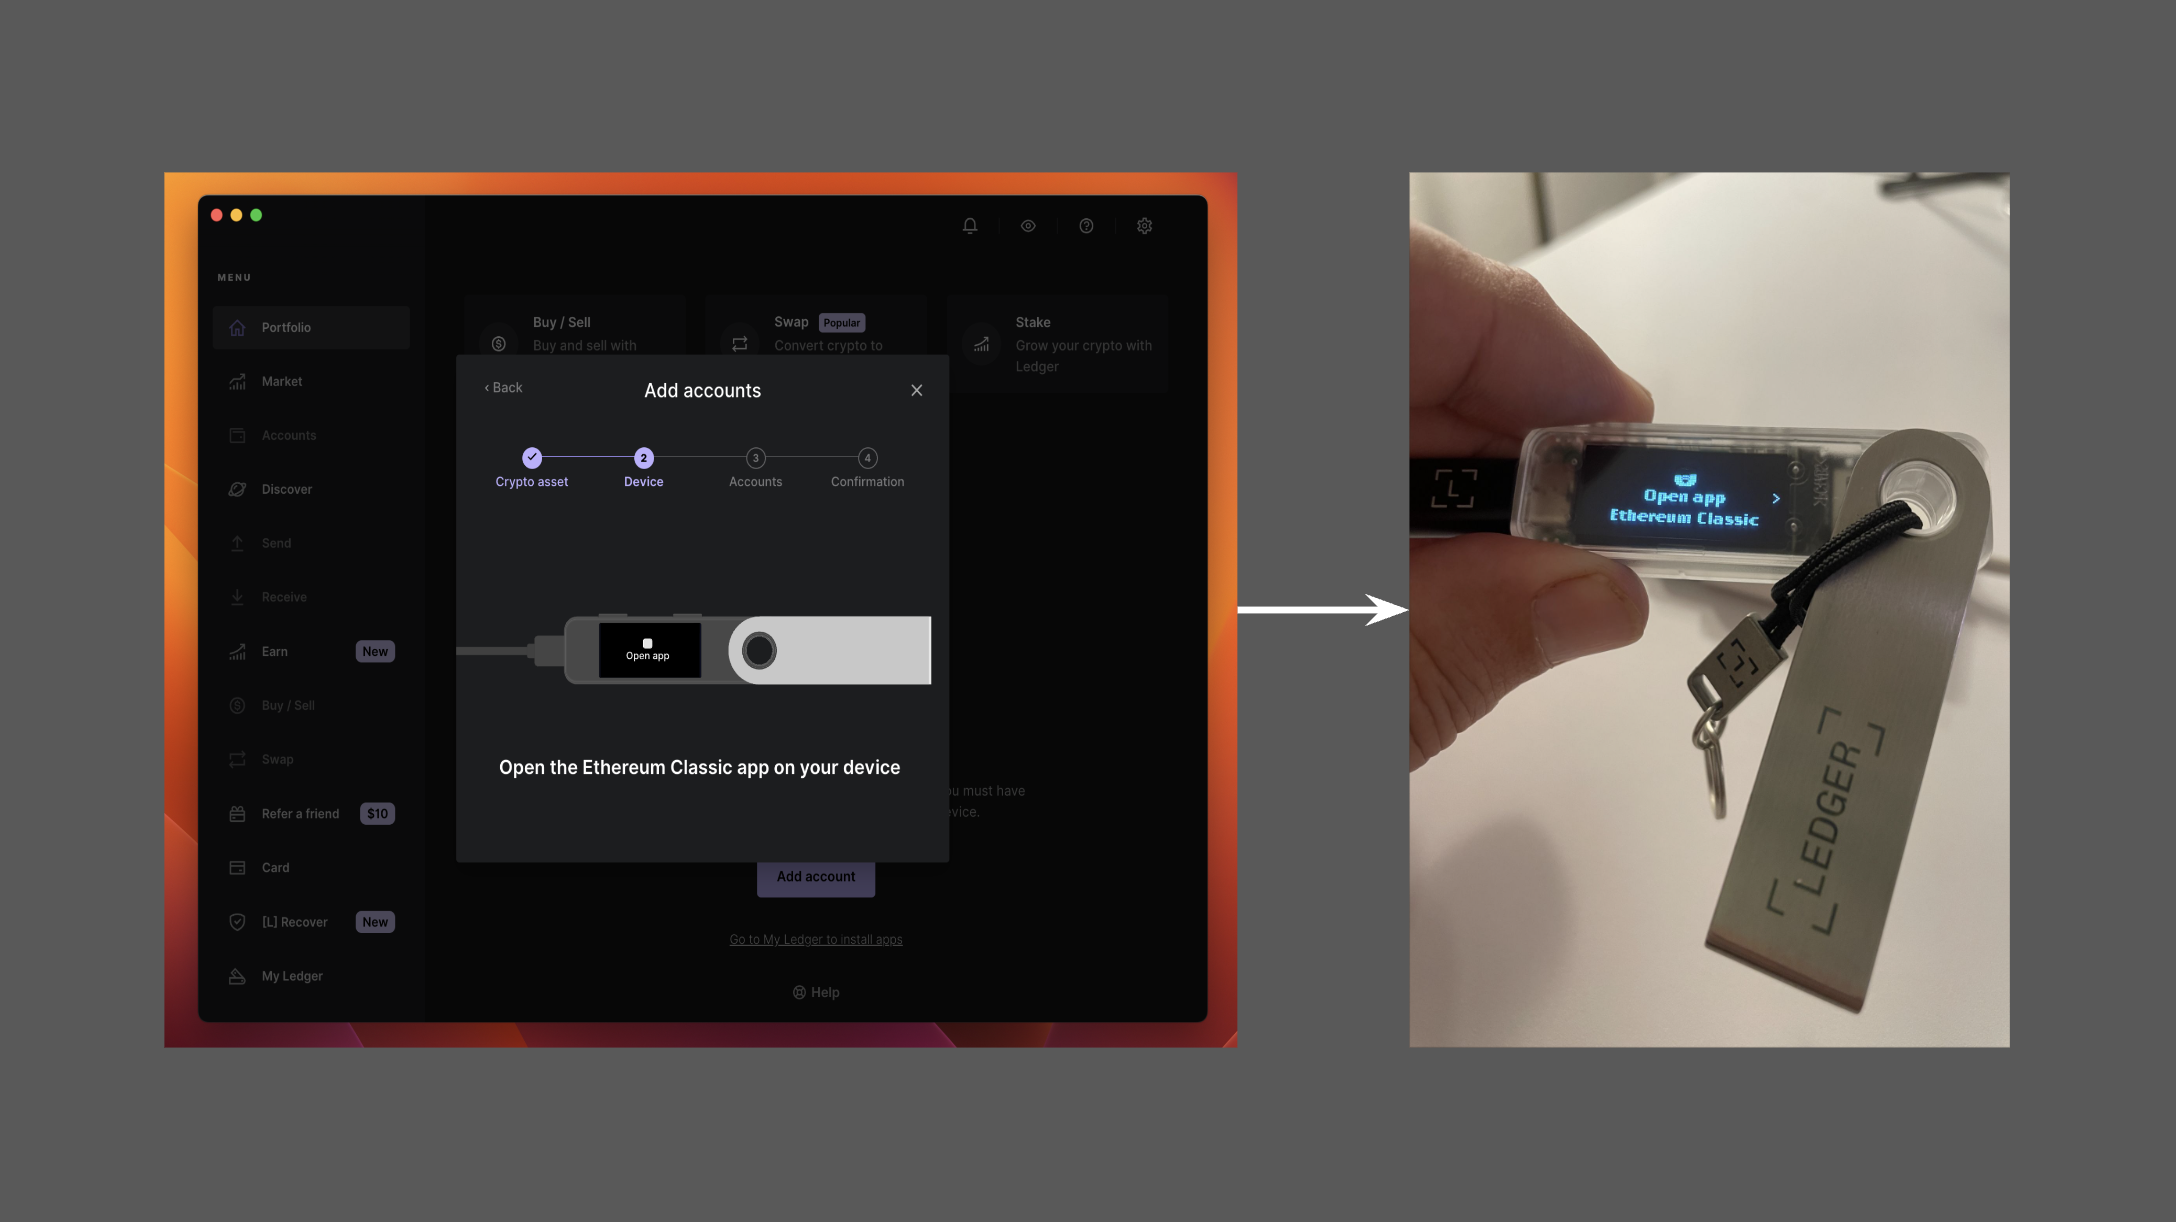 MENU
Portfolio
Market
Accounts
Discover
Send
Receive
Earn New
Buy / Sell
Swap
Refer a friend $10
Card
[L] Recover New
My Ledger
Buy / Sell
Buy and sell with
Swap Popular
Convert crypto to
Stake
Grow your crypto with
Ledger
‹ Back
Add accounts
2
3
4
Crypto asset
Device
Accounts
Confirmation
Open app
Open the Ethereum Classic app on your device
ou must have
evice.
Add account
Go to My Ledger to install apps
Help
Open app
Ethereum Classic
LEDGER